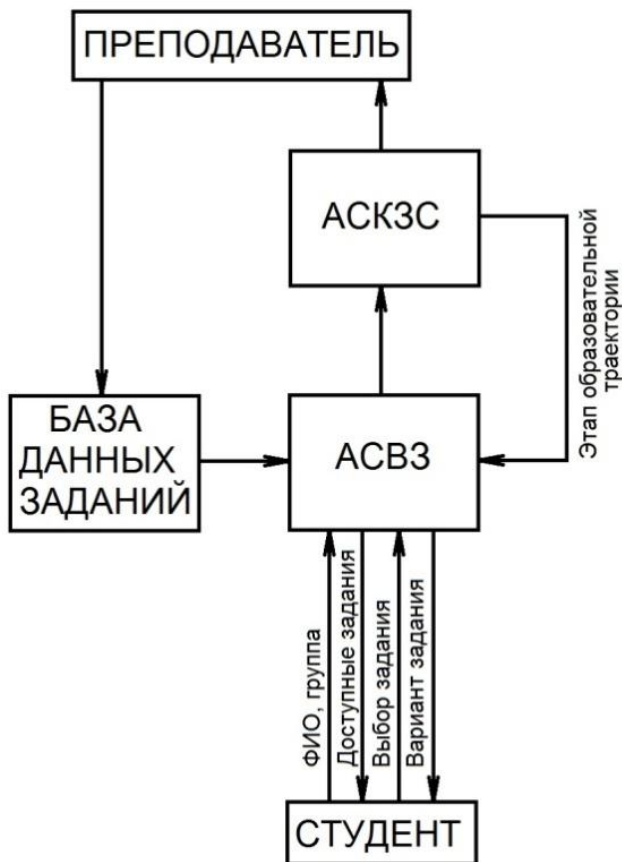 ПРЕПОДАВАТЕЛЬ
АСКЗС
Этап образовательной
траектории
БАЗА
ДАННЫХ
ЗАДАНИЙ
АСВЗ
ФИО, группа
Доступные задания
Выбор задания
Вариант задания
СТУДЕНТ